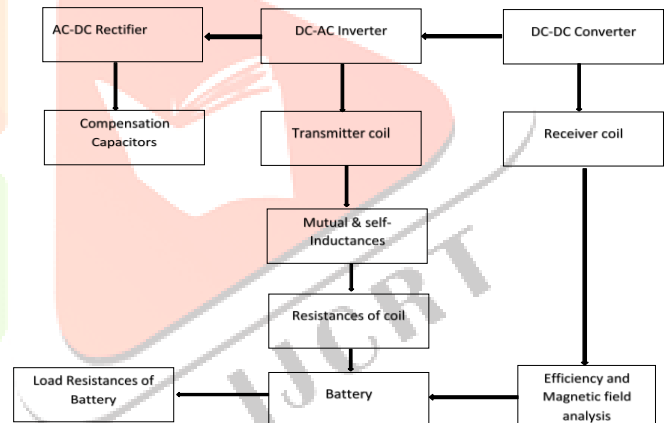 AC-DC Rectifier
DC-AC Inverter
DC-DC Converter
Compensation
Capacitors
Transmitter coil
Receiver coil
Mutual & self-
Inductances
Resistances of coil
Load Resistances of
Battery
Battery
Efficiency and
Magnetic field
analysis
IJCRT